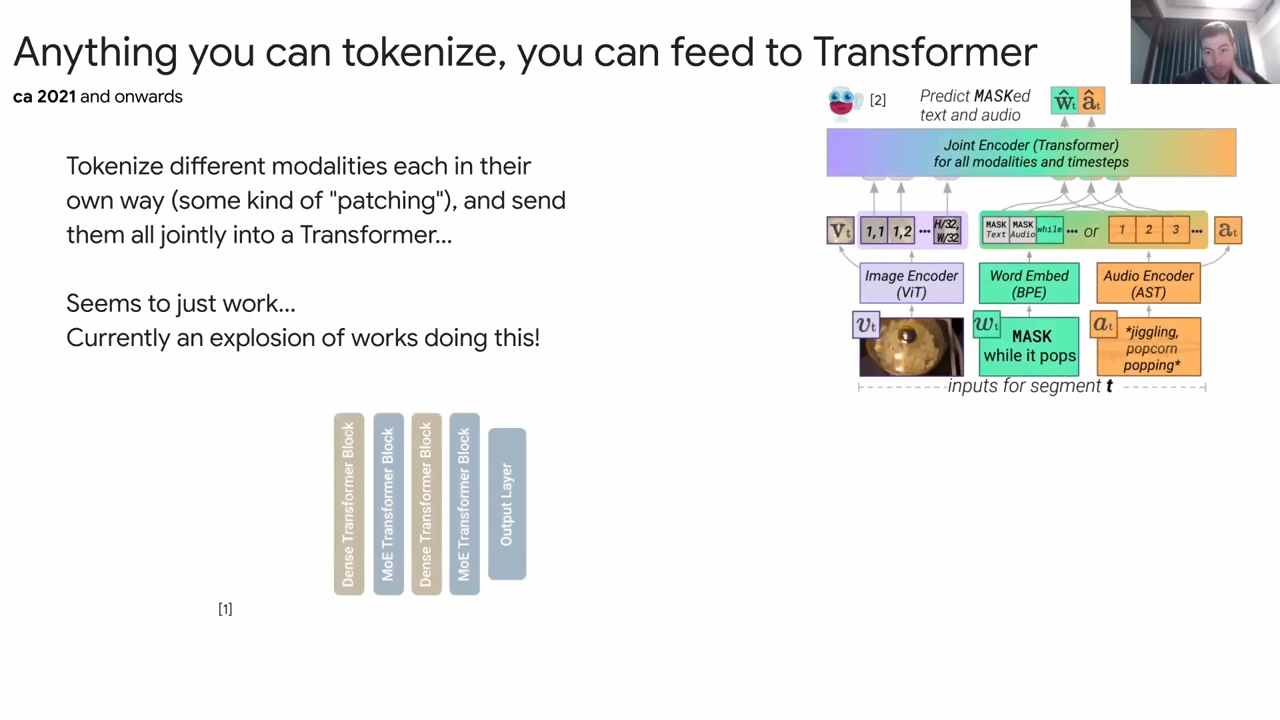 Anything you can tokenize, you can feed to Transformer
ca 2021 and onwards
Tokenize different modalities each in their
own way (some kind of "patching"), and send
them all jointly into a Transformer...
Seems to just work...
Currently an explosion of works doing this!
Dense Transformer Block
MoE Transformer Block
Dense Transformer Block
MoE Transformer Block
Output Layer
[1]
[2]
Predict MASKed
text and audio
ŵt ât
Joint Encoder (Transformer)
for all modalities and timesteps
vt 1,1 1,2 ••• H/32, W/32
MASK Text MASK Audio while ••• or 1 2 3 ••• at
Image Encoder
(ViT)
Word Embed
(BPE)
Audio Encoder
(AST)
vt
wt
MASK
while it pops
at
*jiggling,
popcorn
popping*
inputs for segment t